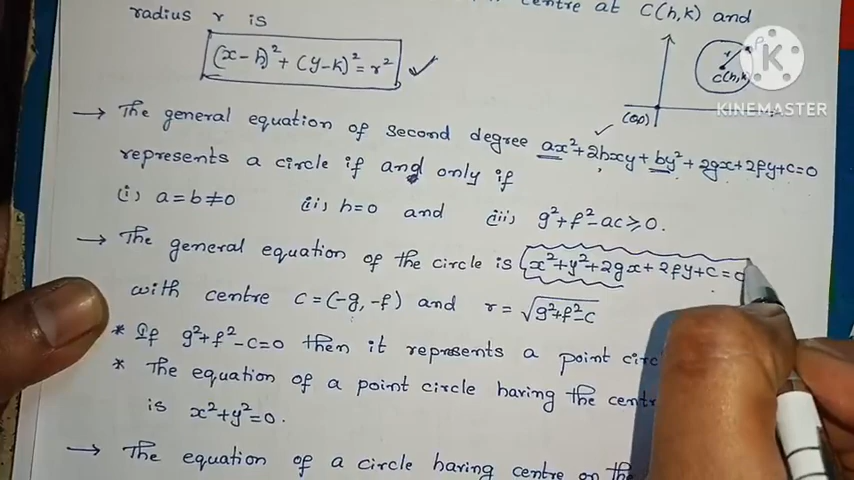 centre at C(h,k) and
radius r is
(x-h)²+(y-k)²=r²
r P
C(h,k)
(0,0)
KINEMASTER
→ The general equation of second degree ax²+2hxy+by²+2gx+2fy+c=0
represents a circle if and only if
(i) a=b≠0 (ii) h=0 and (iii) g²+f²-ac≥0.
→ The general equation of the circle is x²+y²+2gx+2fy+c=0
with centre C=(-g,-f) and r=√g²+f²-c
* If g²+f²-c=0 then it represents a point
* The equation of a point circle having the
is x²+y²=0.
→ The equation of a circle having centre on the